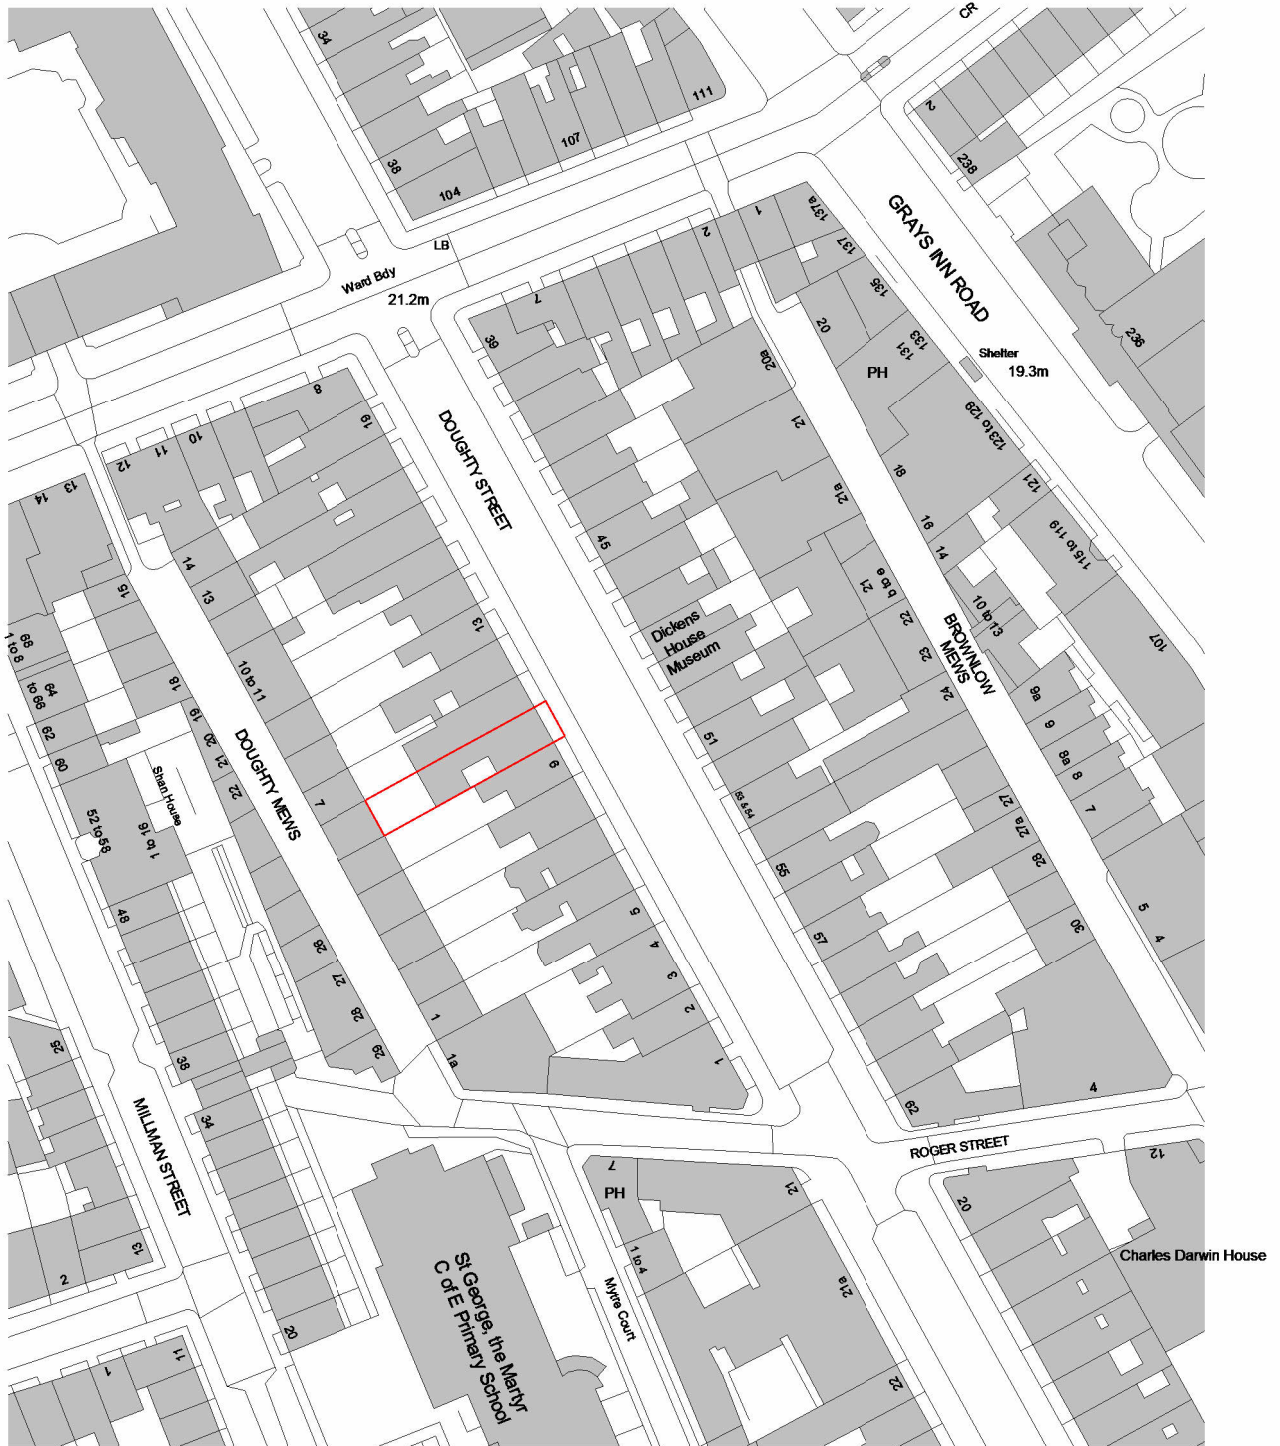 CR
34
111
107
38
104
2
238
GRAYS INN ROAD
236
LB
Ward Bdy
21.2m
7
2
1
137a
137
135
133
131
20
PH
Shelter
19.3m
39
20a
21
123 to 129
121
115 to 119
107
8
19
10
11
12
13
14
DOUGHTY STREET
45
21a
18
16
14
10 to 13
Dickens
House
Museum
21
b to e
22
23
24
BROWNLOW
MEWS
9a
9
8a
8
7
14
13
10 to 11
13
15
18
19
20
21
22
68
1 to 8
64
to 66
62
60
52 to 58
Shan House
1 to 16
DOUGHTY MEWS
7
9
51
53 & 54
55
57
27
27a
28
30
5
4
48
26
27
28
29
5
4
3
2
1
1
1a
62
4
25
38
34
MILLMAN STREET
ROGER STREET
12
7
PH
21
20
13
2
1 to 4
21a
Charles Darwin House
St George, the Martyr
C of E Primary School
Mytre Court
20
11
1
22